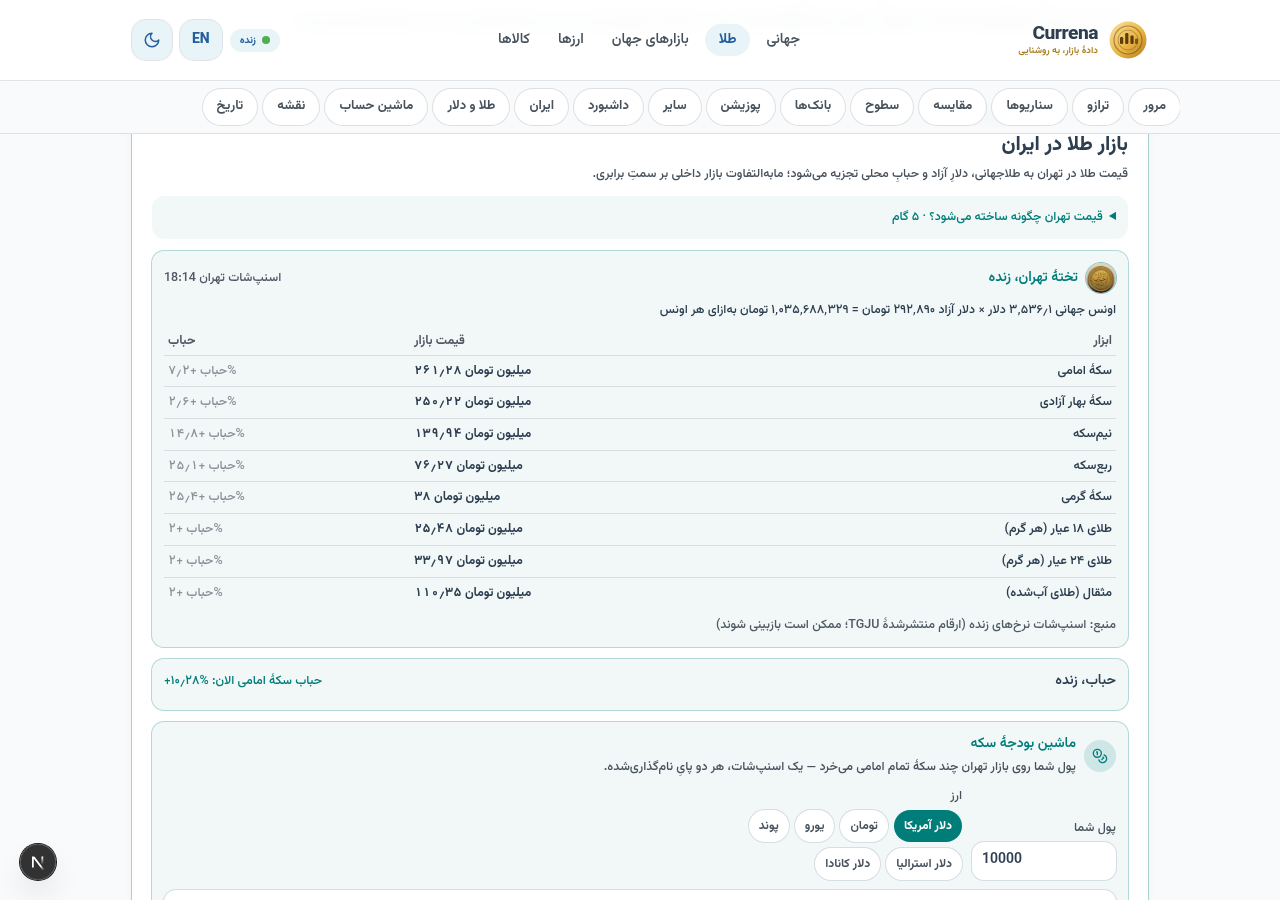 Currena
دادهٔ بازار، به روشنایی
جهانی
طلا
بازارهای جهان
ارزها
کالاها
زنده
EN
مرور
ترازو
سناریوها
مقایسه
سطوح
بانک‌ها
پوزیشن
سایر
داشبورد
ایران
طلا و دلار
ماشین حساب
نقشه
تاریخ
بازار طلا در ایران
قیمت طلا در تهران به طلاجهانی، دلارِ آزاد و حبابِ محلی تجزیه می‌شود؛ مابه‌التفاوت بازار داخلی بر سمتِ برابری.
◀ قیمت تهران چگونه ساخته می‌شود؟ · ۵ گام
تختهٔ تهران، زنده
اسنپ‌شات تهران 18:14
اونس جهانی ۳,۵۳۶٫۱ دلار × دلار آزاد ۲۹۲,۸۹۰ تومان = ۱,۰۳۵,۶۸۸,۳۲۹ تومان به‌ازای هر اونس
ابزار قیمت بازار حباب
سکهٔ امامی ۲۶۱٫۲۸ میلیون تومان حباب +۷٫۲%
سکهٔ بهار آزادی ۲۵۰٫۲۲ میلیون تومان حباب +۲٫۶%
نیم‌سکه ۱۳۹٫۹۴ میلیون تومان حباب +۱۴٫۸%
ربع‌سکه ۷۶٫۲۷ میلیون تومان حباب +۲۵٫۱%
سکهٔ گرمی ۳۸ میلیون تومان حباب +۲۵٫۴%
طلای ۱۸ عیار (هر گرم) ۲۵٫۴۸ میلیون تومان حباب +۲%
طلای ۲۴ عیار (هر گرم) ۳۳٫۹۷ میلیون تومان حباب +۲%
مثقال (طلای آب‌شده) ۱۱۰٫۳۵ میلیون تومان حباب +۲%
منبع: اسنپ‌شات نرخ‌های زنده (ارقام منتشرشدهٔ TGJU؛ ممکن است بازبینی شوند)
حباب، زنده
حباب سکهٔ امامی الان: +۱۰٫۲۸%
ماشین بودجهٔ سکه
پول شما روی بازار تهران چند سکهٔ تمام امامی می‌خرد — یک اسنپ‌شات، هر دو پایِ نام‌گذاری‌شده.
پول شما
10000
ارز
دلار آمریکا
تومان
یورو
پوند
دلار استرالیا
دلار کانادا
N